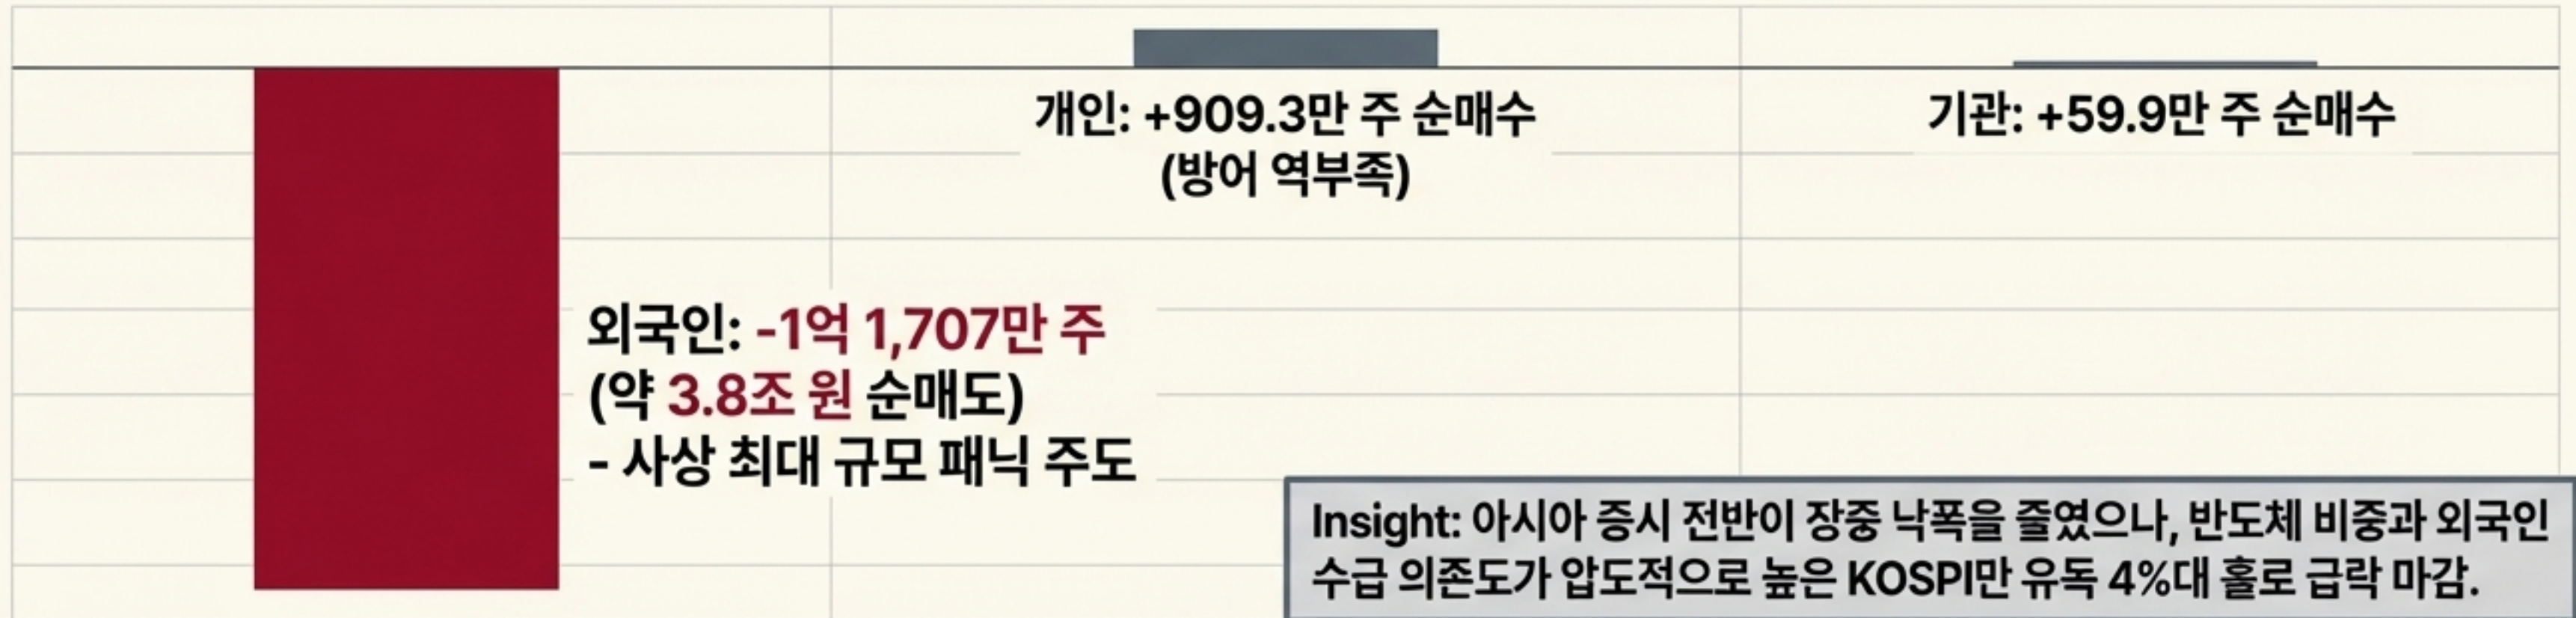 개인: +909.3만 주 순매수
(방어 역부족)
기관: +59.9만 주 순매수
외국인: -1억 1,707만 주
(약 3.8조 원 순매도)
- 사상 최대 규모 패닉 주도
Insight: 아시아 증시 전반이 장중 낙폭을 줄였으나, 반도체 비중과 외국인
수급 의존도가 압도적으로 높은 KOSPI만 유독 4%대 홀로 급락 마감.